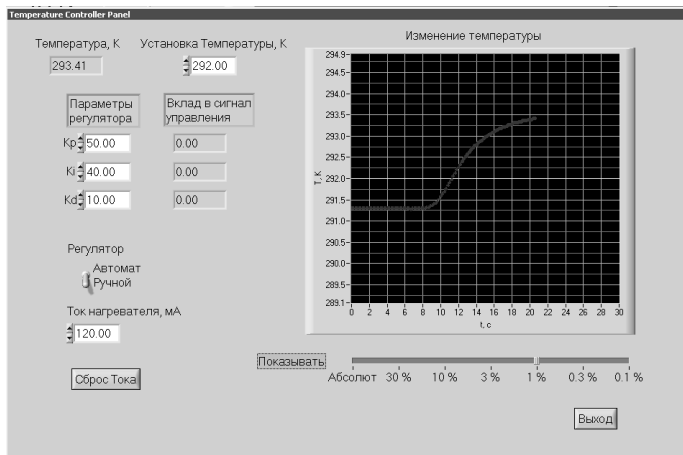 Temperature Controller Panel
Температура, К
Установка Температуры, К
293.41
292.00
Параметры
регулятора
Вклад в сигнал
управления
Kp 50.00
0.00
Ki 40.00
0.00
Kd 10.00
0.00
Регулятор
Автомат
Ручной
Ток нагревателя, мА
120.00
Сброс Тока
Изменение температуры
294.9
294.5
294.0
293.5
293.0
292.5
292.0
291.5
291.0
290.5
290.0
289.5
289.1
T, K
0 2 4 6 8 10 12 14 16 18 20 22 24 26 28 30
t, c
Показывать
Абсолют 30 % 10 % 3 % 1 % 0.3 % 0.1 %
Выход